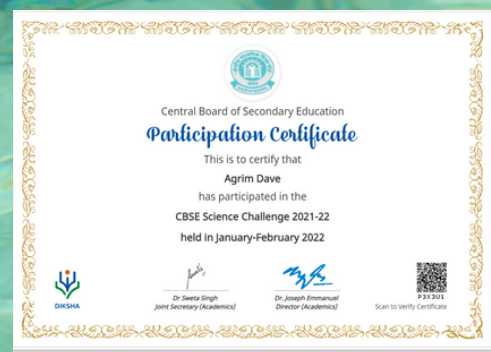 Central Board of Secondary Education
Participation Certificate
This is to certify that
Agrim Dave
has participated in the
CBSE Science Challenge 2021-22
held in January-February 2022
DIKSHA
Dr Sweta Singh
Joint Secretary (Academics)
Dr. Joseph Emmanuel
Director (Academics)
P3X3U1
Scan to Verify Certificate